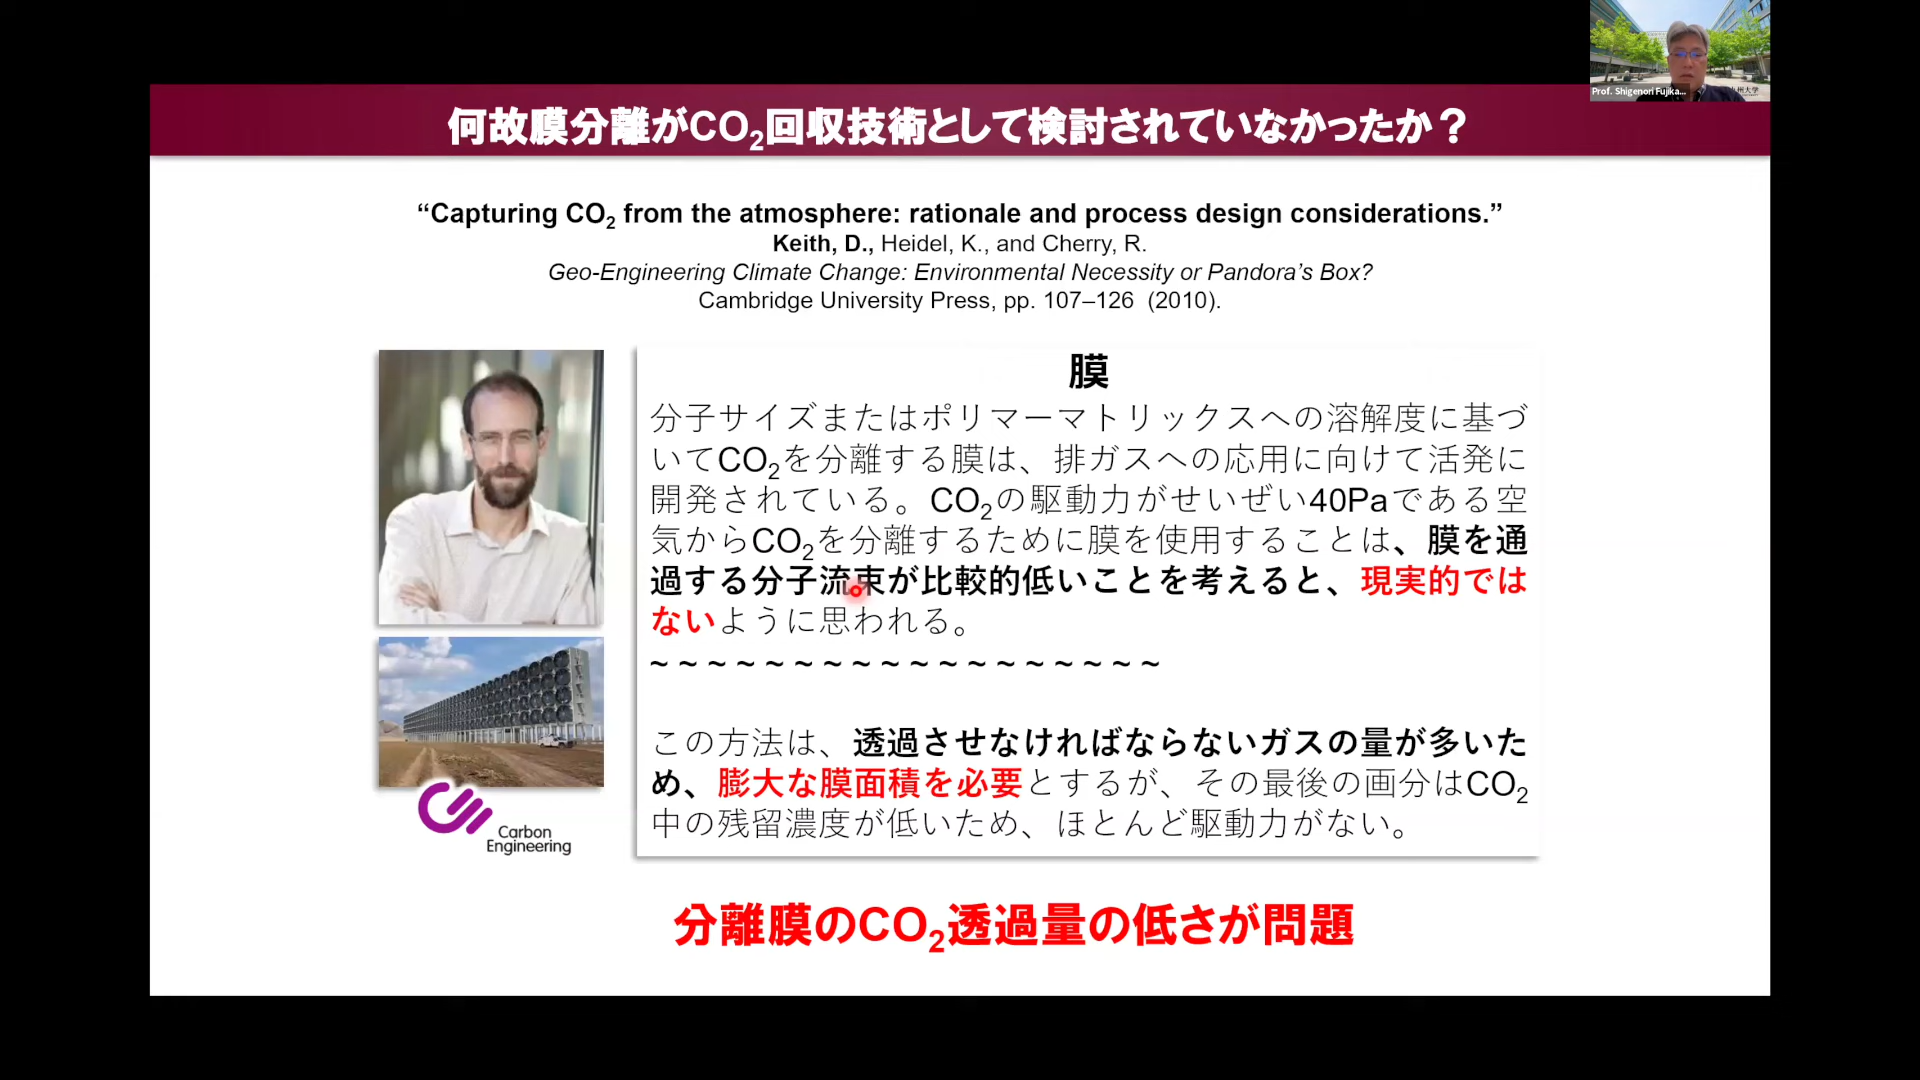 何故膜分離がCO2回収技術として検討されていなかったか？
Prof. Shigenori Fujika...
“Capturing CO2 from the atmosphere: rationale and process design considerations.”
Keith, D., Heidel, K., and Cherry, R.
Geo-Engineering Climate Change: Environmental Necessity or Pandora’s Box?
Cambridge University Press, pp. 107–126 (2010).
膜
分子サイズまたはポリマーマトリックスへの溶解度に基づ
いてCO2を分離する膜は、排ガスへの応用に向けて活発に
開発されている。CO2の駆動力がせいぜい40Paである空
気からCO2を分離するために膜を使用することは、膜を通
過する分子流束が比較的低いことを考えると、現実的では
ないように思われる。
~ ~ ~ ~ ~ ~ ~ ~ ~ ~ ~ ~ ~ ~ ~ ~ ~ ~
この方法は、透過させなければならないガスの量が多いた
め、膨大な膜面積を必要とするが、その最後の画分はCO2
中の残留濃度が低いため、ほとんど駆動力がない。
Carbon
Engineering
分離膜のCO2透過量の低さが問題